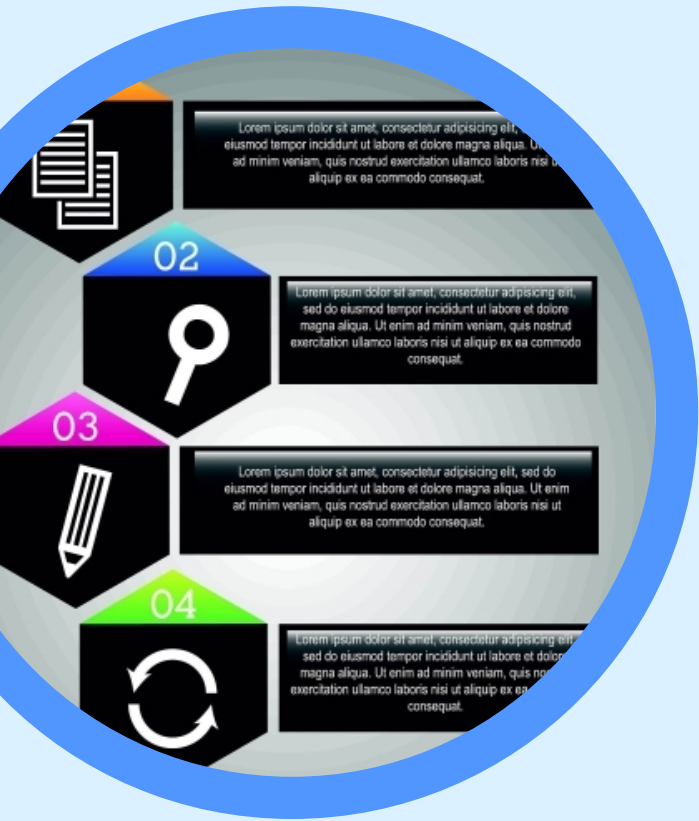 Lorem ipsum dolor sit amet, consectetur adipisicing elit,
eiusmod tempor incididunt ut labore et dolore magna aliqua.
ad minim veniam, quis nostrud exercitation ullamco laboris nisi
aliquip ex ea commodo consequat.
02
Lorem ipsum dolor sit amet, consectetur adipisicing elit,
sed do eiusmod tempor incididunt ut labore et dolore
magna aliqua. Ut enim ad minim veniam, quis nostrud
exercitation ullamco laboris nisi ut aliquip ex ea commodo
consequat.
03
Lorem ipsum dolor sit amet, consectetur adipisicing elit, sed do
eiusmod tempor incididunt ut labore et dolore magna aliqua. Ut enim
ad minim veniam, quis nostrud exercitation ullamco laboris nisi ut
aliquip ex ea commodo consequat.
04
Lorem ipsum dolor sit amet, consectetur adipisicing elit
sed do eiusmod tempor incididunt ut labore et
magna aliqua. Ut enim ad minim veniam, quis
exercitation ullamco laboris nisi ut aliquip ex ea
consequat.